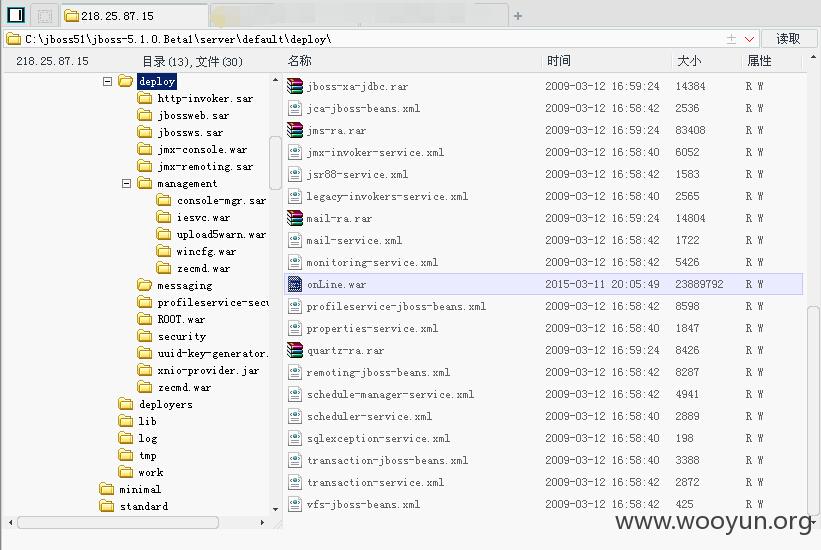 218.25.87.15
C:\jboss51\jboss-5.1.0.Beta1\server\default\deploy\
读取
218.25.87.15 目录(13),文件(30)
名称 时间 大小 属性
deploy
http-invoker.sar
jbossweb.sar
jbossws.sar
jmx-console.war
jmx-remoting.sar
management
console-mgr.sar
iesvc.war
upload5warn.war
wincfg.war
zecmd.war
messaging
profileservice-secu
ROOT.war
security
uuid-key-generator.
xnio-provider.jar
zecmd.war
deployers
lib
log
tmp
work
minimal
standard
jboss-xa-jdbc.rar 2009-03-12 16:59:24 14384 R W
jca-jboss-beans.xml 2009-03-12 16:58:42 2536 R W
jms-ra.rar 2009-03-12 16:59:24 83408 R W
jmx-invoker-service.xml 2009-03-12 16:58:40 6052 R W
jsr88-service.xml 2009-03-12 16:58:42 1583 R W
legacy-invokers-service.xml 2009-03-12 16:58:40 2565 R W
mail-ra.rar 2009-03-12 16:59:24 14804 R W
mail-service.xml 2009-03-12 16:58:42 1722 R W
monitoring-service.xml 2009-03-12 16:58:42 5426 R W
onLine.war 2015-03-11 20:05:49 23889792 R W
profileservice-jboss-beans.xml 2009-03-12 16:58:42 8598 R W
properties-service.xml 2009-03-12 16:58:40 1847 R W
quartz-ra.rar 2009-03-12 16:59:24 8426 R W
remoting-jboss-beans.xml 2009-03-12 16:58:42 8287 R W
schedule-manager-service.xml 2009-03-12 16:58:42 4941 R W
scheduler-service.xml 2009-03-12 16:58:40 2889 R W
sqlexception-service.xml 2009-03-12 16:58:40 198 R W
transaction-jboss-beans.xml 2009-03-12 16:58:40 3388 R W
transaction-service.xml 2009-03-12 16:58:42 2872 R W
vfs-jboss-beans.xml 2009-03-12 16:58:42 425 R W
www.wooyun.org